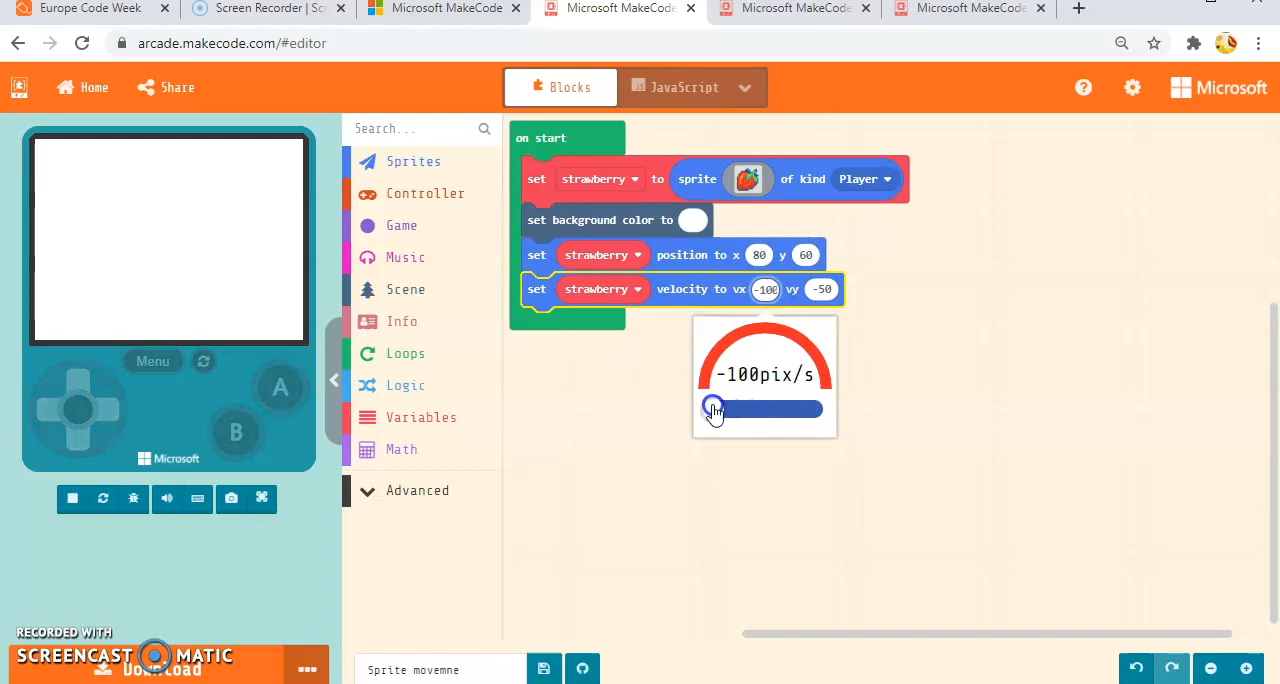 Europe Code Week
Screen Recorder | Sc
Microsoft MakeCode
Microsoft MakeCode
Microsoft MakeCode
Microsoft MakeCode
arcade.makecode.com/#editor
Home
Share
Blocks
JavaScript
Microsoft
Search...
on start
Sprites
set strawberry to sprite of kind Player
Controller
set background color to
Game
set strawberry position to x 80 y 60
Music
set strawberry velocity to vx -100 vy -50
Scene
Info
Loops
Menu
-100pix/s
A
Logic
Variables
B
Math
Microsoft
Advanced
RECORDED WITH
SCREENCAST MATIC
Download
Sprite movemne